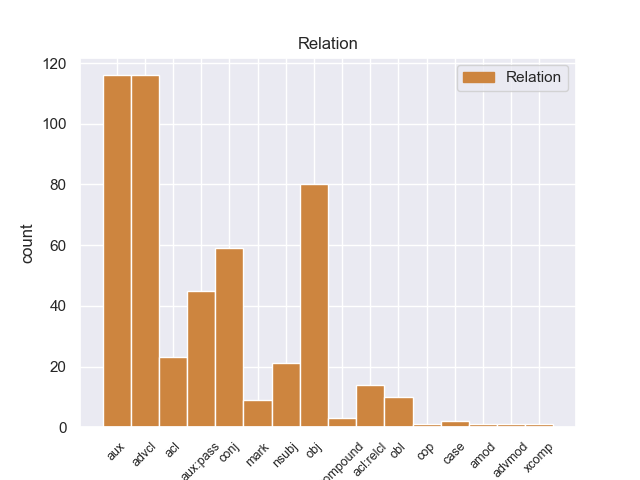 Relation
Relation
count
120
100
80
60
40
20
0
aux
advcl
acl
aux:pass
conj
mark
nsubj
obj
ompound
acl:relcl
obl
cop
case
amod
advmod
xcomp